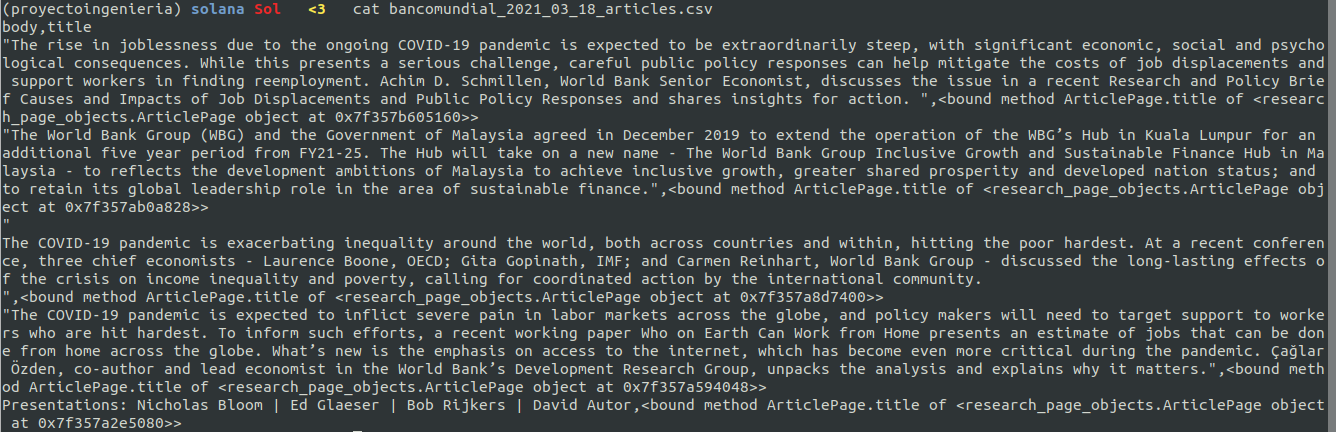 (proyectoingenieria) solana Sol <3 cat bancomundial_2021_03_18_articles.csv
body,title
"The rise in joblessness due to the ongoing COVID-19 pandemic is expected to be extraordinarily steep, with significant economic, social and psycho
logical consequences. While this presents a serious challenge, careful public policy responses can help mitigate the costs of job displacements and
 support workers in finding reemployment. Achim D. Schmillen, World Bank Senior Economist, discusses the issue in a recent Research and Policy Brie
f Causes and Impacts of Job Displacements and Public Policy Responses and shares insights for action. ",<bound method ArticlePage.title of <researc
h_page_objects.ArticlePage object at 0x7f357b605160>>
"The World Bank Group (WBG) and the Government of Malaysia agreed in December 2019 to extend the operation of the WBG’s Hub in Kuala Lumpur for an
additional five year period from FY21-25. The Hub will take on a new name - The World Bank Group Inclusive Growth and Sustainable Finance Hub in Ma
laysia - to reflects the development ambitions of Malaysia to achieve inclusive growth, greater shared prosperity and developed nation status; and
to retain its global leadership role in the area of sustainable finance.",<bound method ArticlePage.title of <research_page_objects.ArticlePage obj
ect at 0x7f357ab0a828>>
"
The COVID-19 pandemic is exacerbating inequality around the world, both across countries and within, hitting the poor hardest. At a recent conferen
ce, three chief economists - Laurence Boone, OECD; Gita Gopinath, IMF; and Carmen Reinhart, World Bank Group - discussed the long-lasting effects o
f the crisis on income inequality and poverty, calling for coordinated action by the international community.
",<bound method ArticlePage.title of <research_page_objects.ArticlePage object at 0x7f357a8d7400>>
"The COVID-19 pandemic is expected to inflict severe pain in labor markets across the globe, and policy makers will need to target support to worke
rs who are hit hardest. To inform such efforts, a recent working paper Who on Earth Can Work from Home presents an estimate of jobs that can be don
e from home across the globe. What’s new is the emphasis on access to the internet, which has become even more critical during the pandemic. Çağlar
 Özden, co-author and lead economist in the World Bank’s Development Research Group, unpacks the analysis and explains why it matters.",<bound meth
od ArticlePage.title of <research_page_objects.ArticlePage object at 0x7f357a594048>>
Presentations: Nicholas Bloom | Ed Glaeser | Bob Rijkers | David Autor,<bound method ArticlePage.title of <research_page_objects.ArticlePage object
 at 0x7f357a2e5080>>